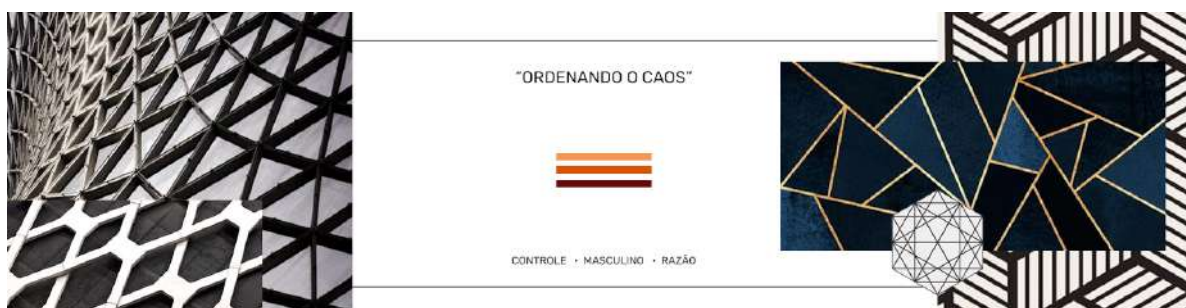 "ORDENANDO O CAOS"
CONTROLE • MASCULINO • RAZÃO